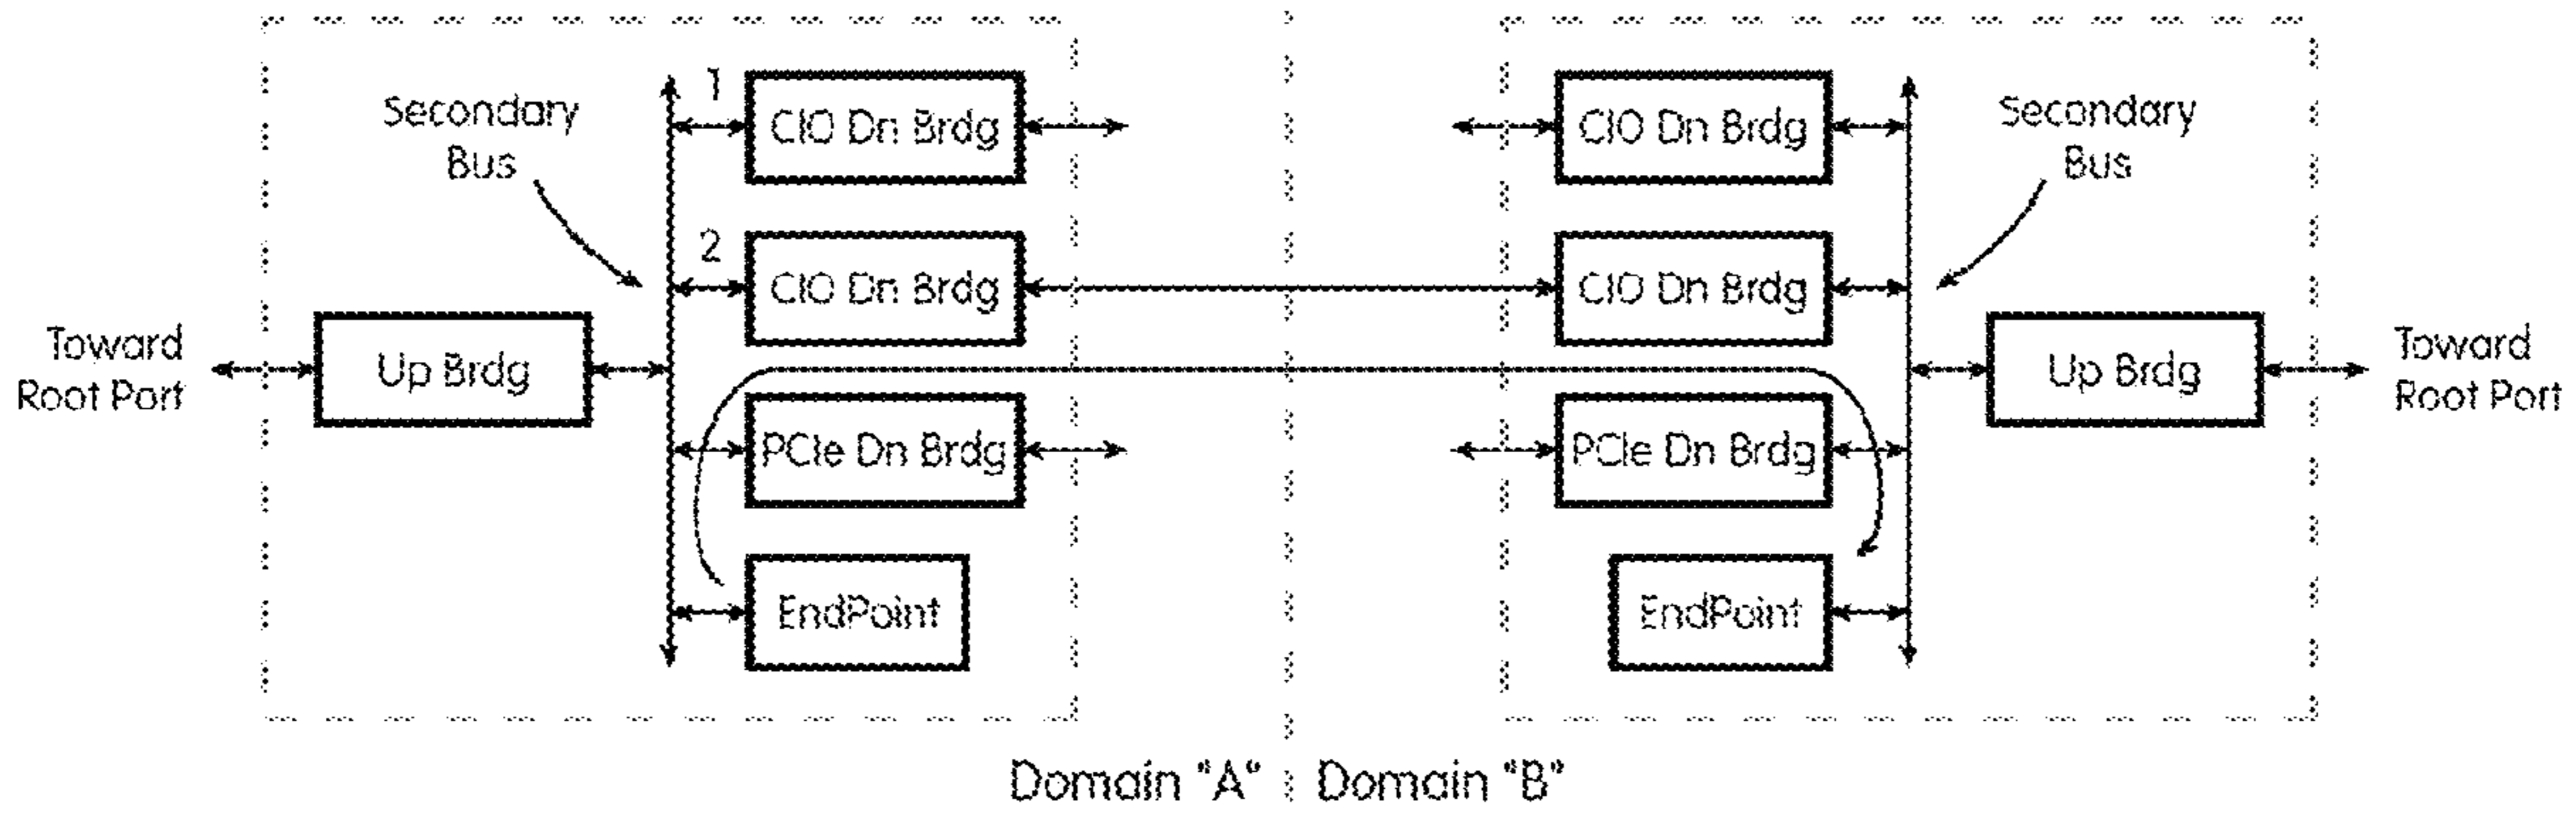 Secondary
Bus
1
CIO Dn Brdg
2
CIO Dn Brdg
Toward
Root Port
Up Brdg
PCIe Dn Brdg
EndPoint
CIO Dn Brdg
CIO Dn Brdg
PCIe Dn Brdg
EndPoint
Secondary
Bus
Up Brdg
Toward
Root Port
Domain "A"
Domain "B"